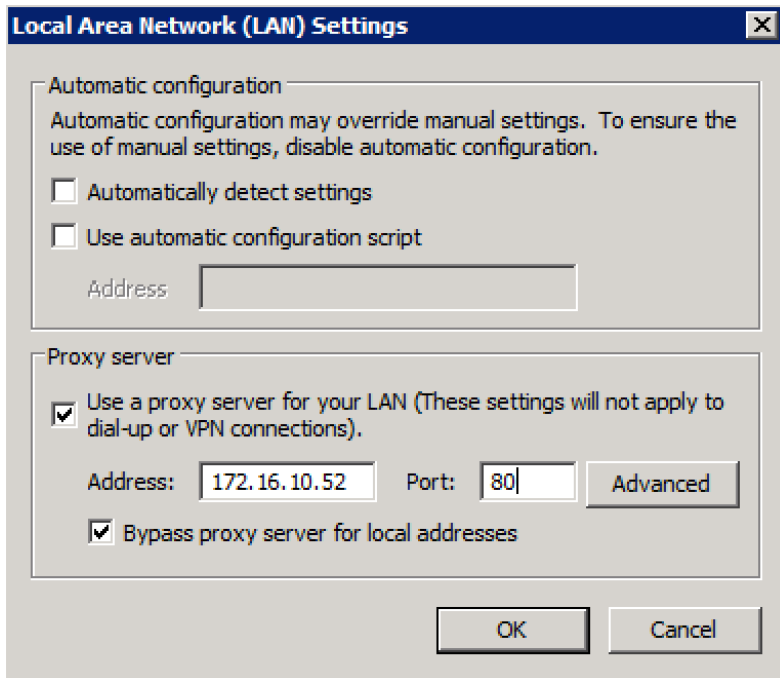 Local Area Network (LAN) Settings
Automatic configuration
Automatic configuration may override manual settings.  To ensure the
use of manual settings, disable automatic configuration.
Automatically detect settings
Use automatic configuration script
Address
Proxy server
Use a proxy server for your LAN (These settings will not apply to
dial-up or VPN connections).
Address: 172.16.10.52 Port: 80 Advanced
Bypass proxy server for local addresses
OK Cancel